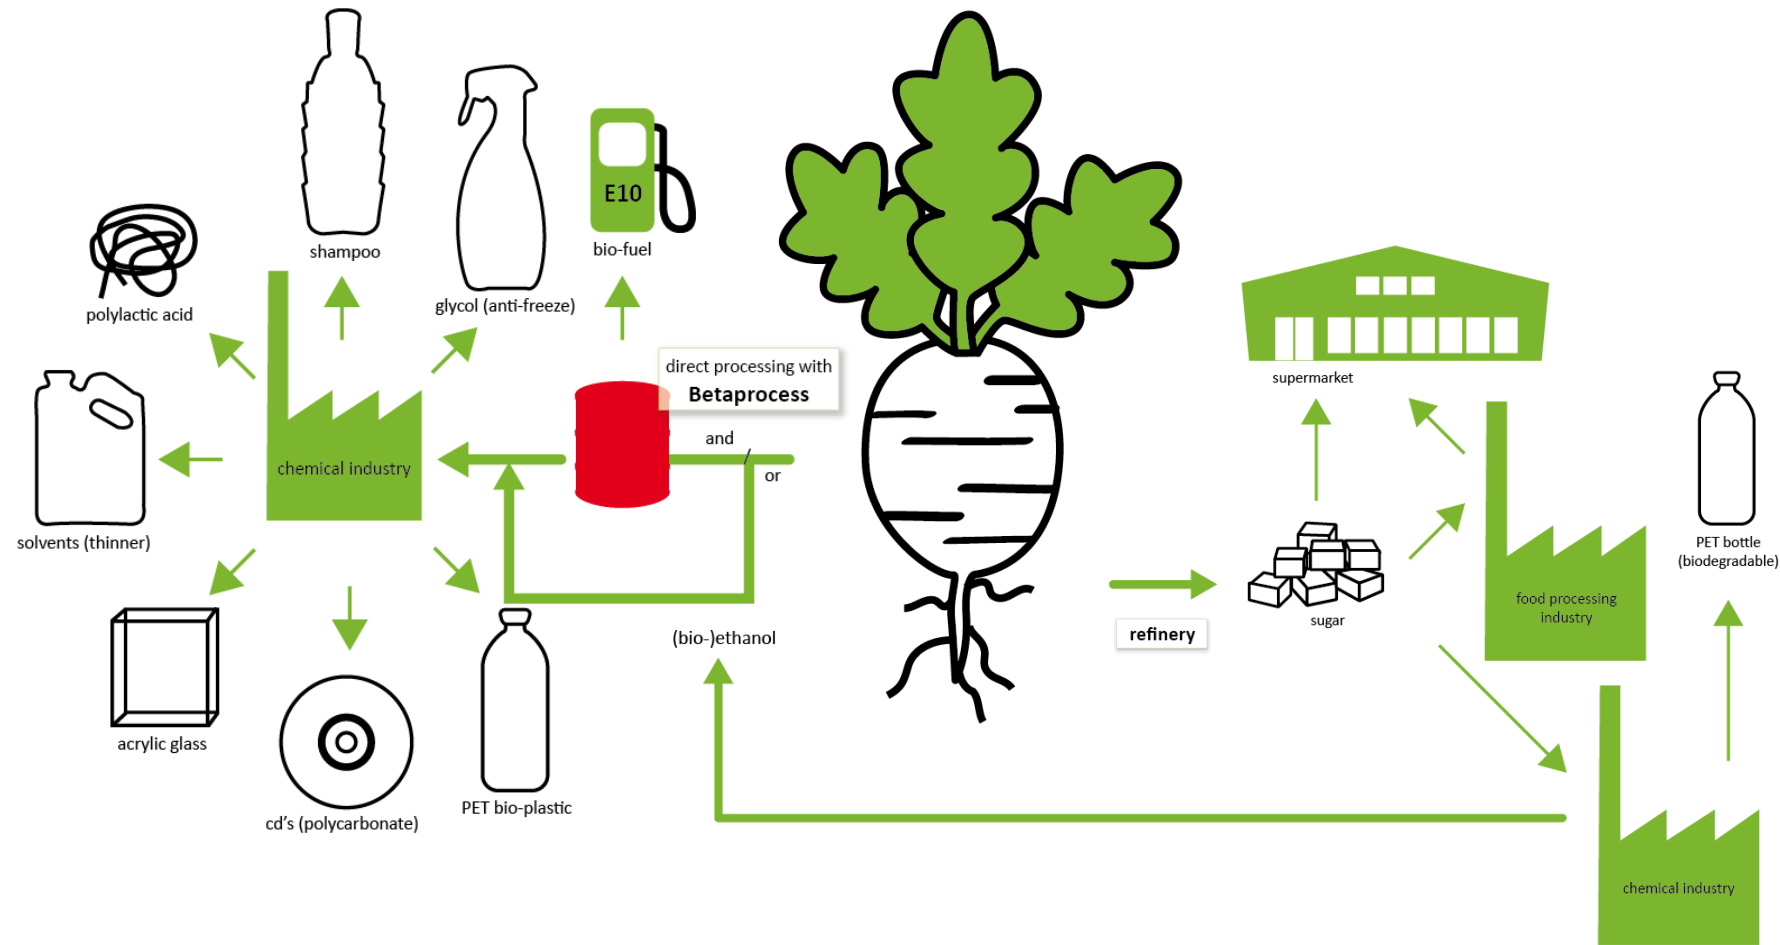 shampoo
E10
bio-fuel
glycol (anti-freeze)
polylactic acid
direct processing with
Betaprocess
and
or
chemical industry
solvents (thinner)
(bio-)ethanol
acrylic glass
cd's (polycarbonate)
PET bio-plastic
supermarket
refinery
sugar
food processing
industry
PET bottle
(biodegradable)
chemical industry